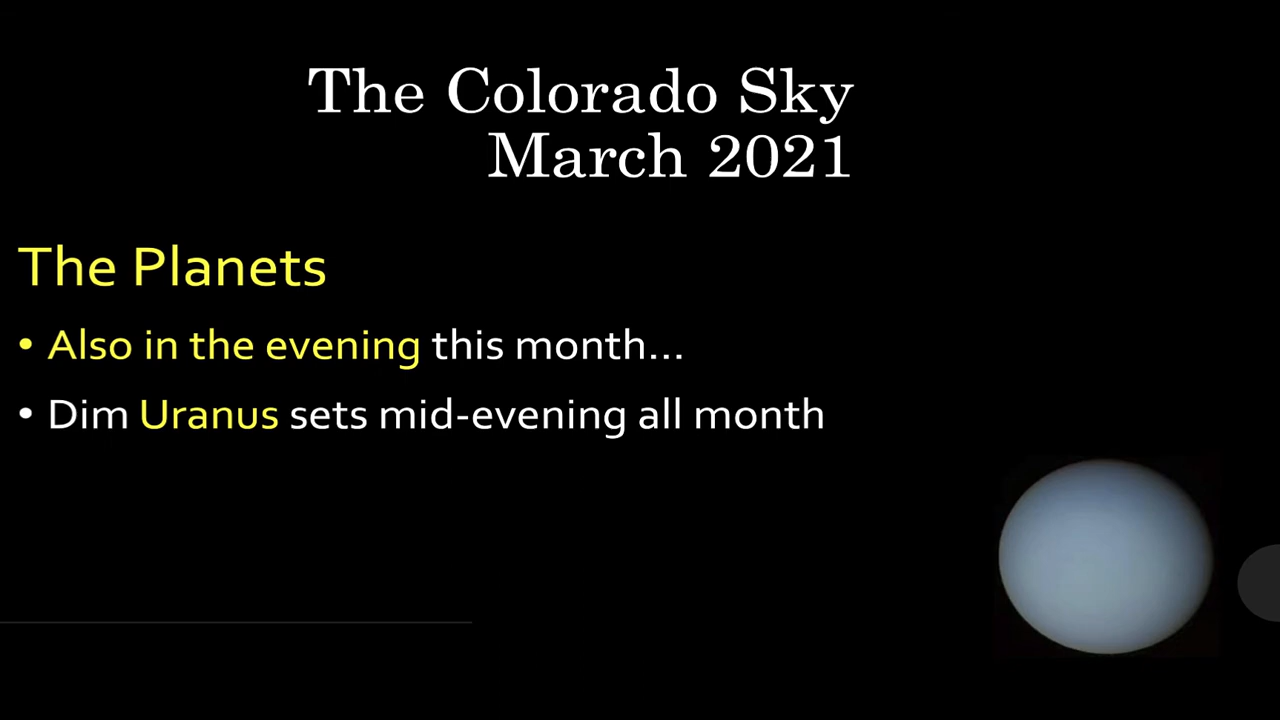 The Colorado Sky
March 2021
The Planets
• Also in the evening this month...
• Dim Uranus sets mid-evening all month